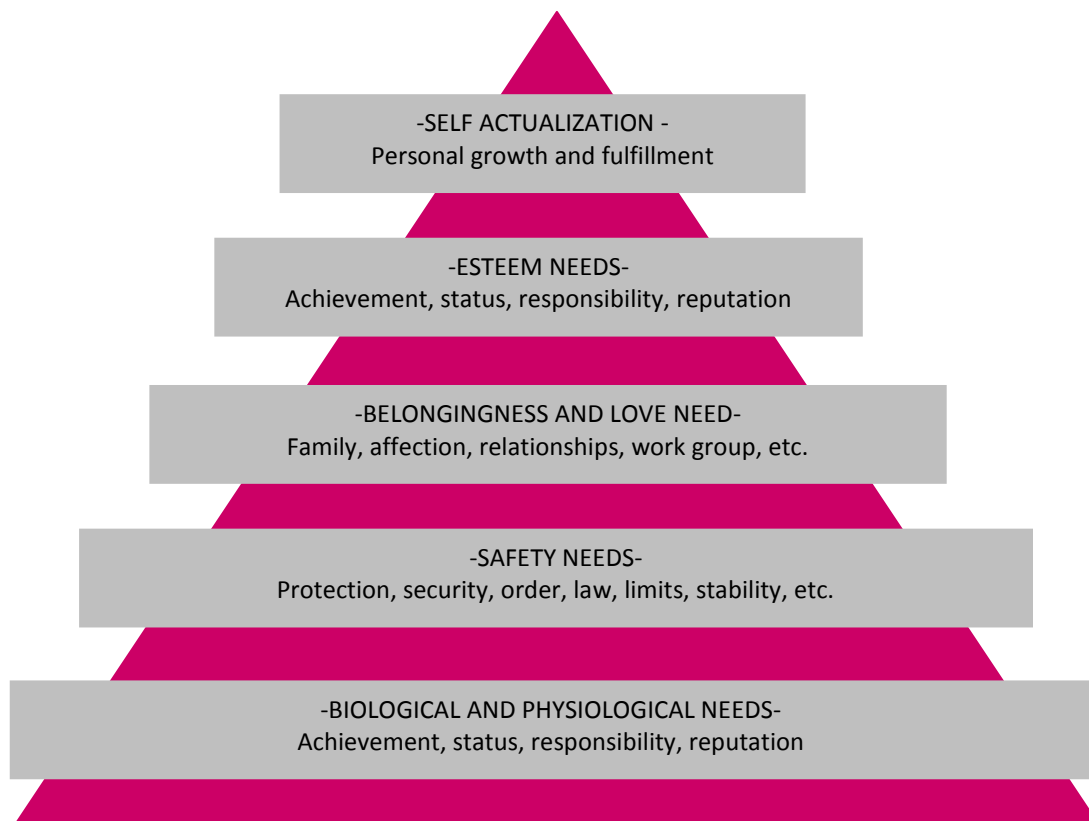 -SELF ACTUALIZATION -
Personal growth and fulfillment
-ESTEEM NEEDS-
Achievement, status, responsibility, reputation
-BELONGINGNESS AND LOVE NEED-
Family, affection, relationships, work group, etc.
-SAFETY NEEDS-
Protection, security, order, law, limits, stability, etc.
-BIOLOGICAL AND PHYSIOLOGICAL NEEDS-
Achievement, status, responsibility, reputation